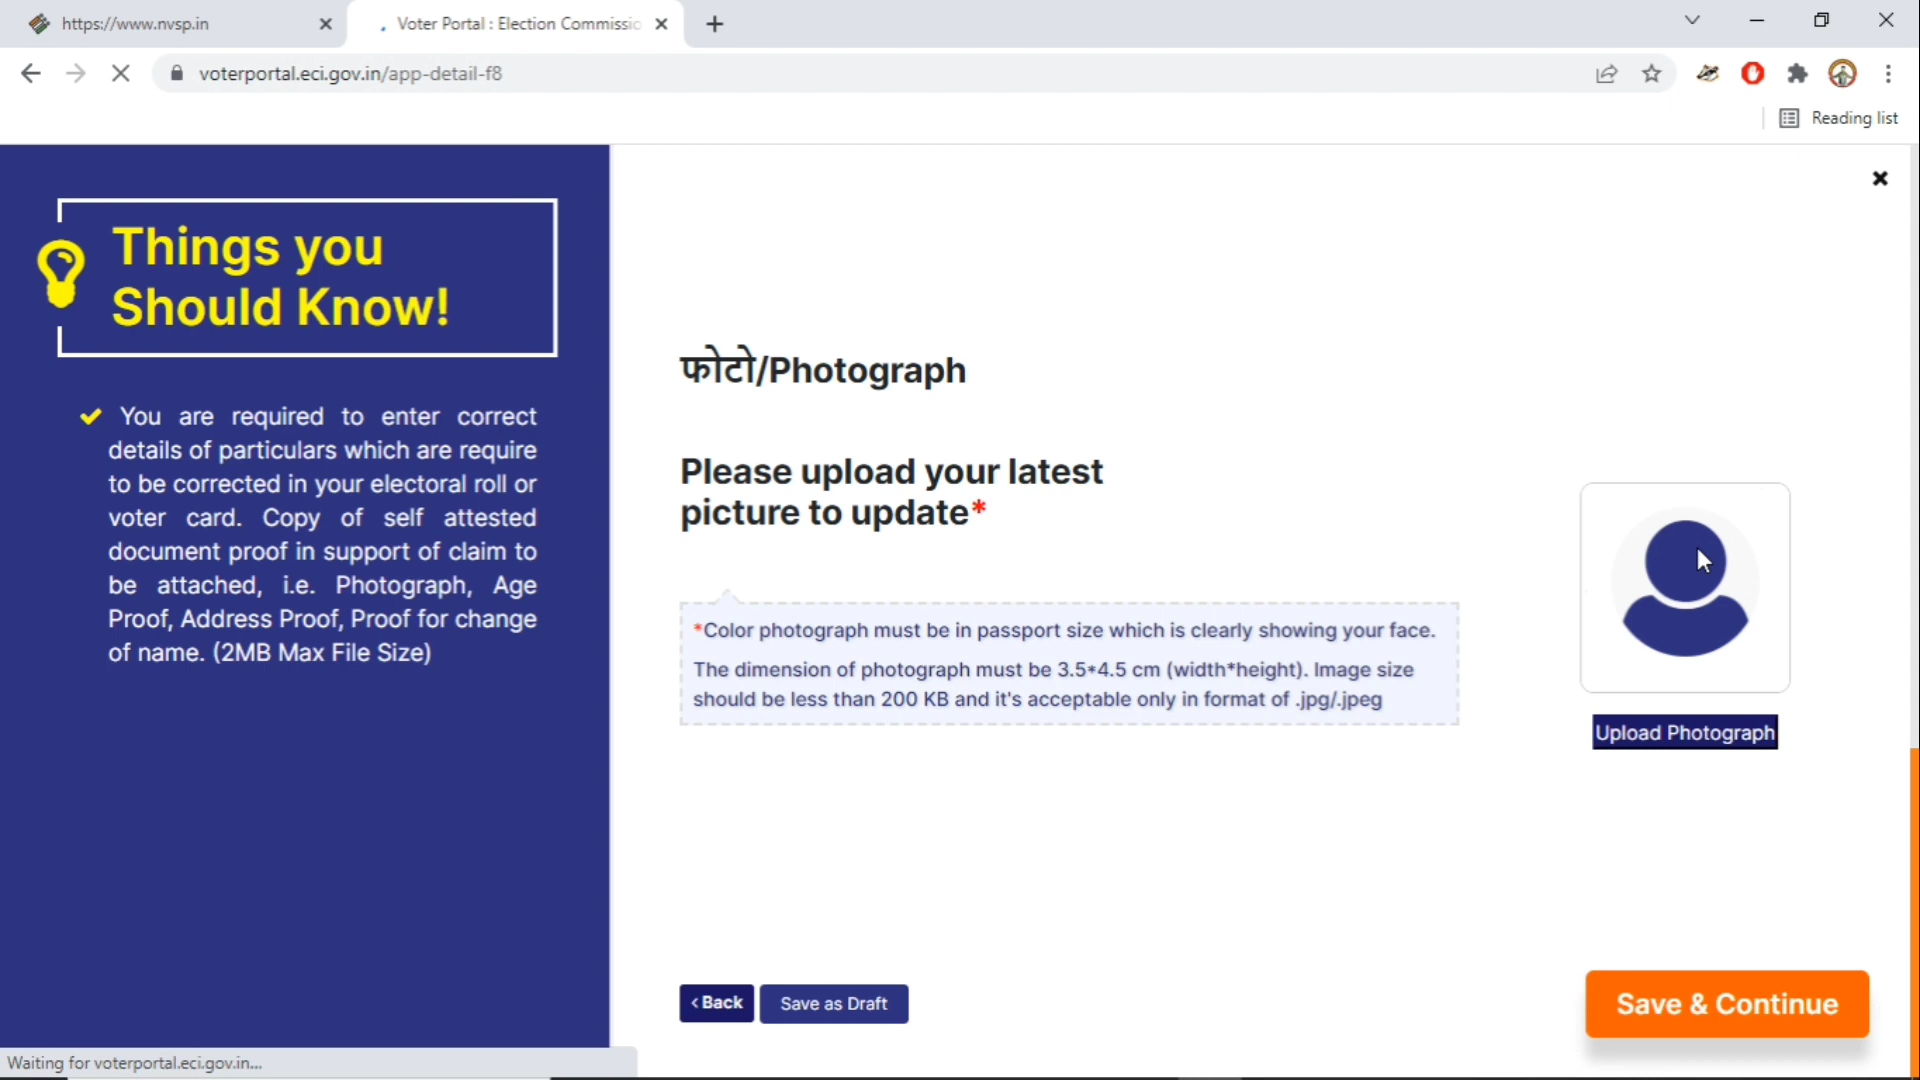 https://www.nvsp.in
Voter Portal : Election Commissio
voterportal.eci.gov.in/app-detail-f8
Reading list
Things you
Should Know!
You are required to enter correct
details of particulars which are require
to be corrected in your electoral roll or
voter card. Copy of self attested
document proof in support of claim to
be attached, i.e. Photograph, Age
Proof, Address Proof, Proof for change
of name. (2MB Max File Size)
फोटो/Photograph
Please upload your latest
picture to update*
*Color photograph must be in passport size which is clearly showing your face.
The dimension of photograph must be 3.5*4.5 cm (width*height). Image size
should be less than 200 KB and it's acceptable only in format of .jpg/.jpeg
Upload Photograph
‹ Back
Save as Draft
Save & Continue
Waiting for voterportal.eci.gov.in...